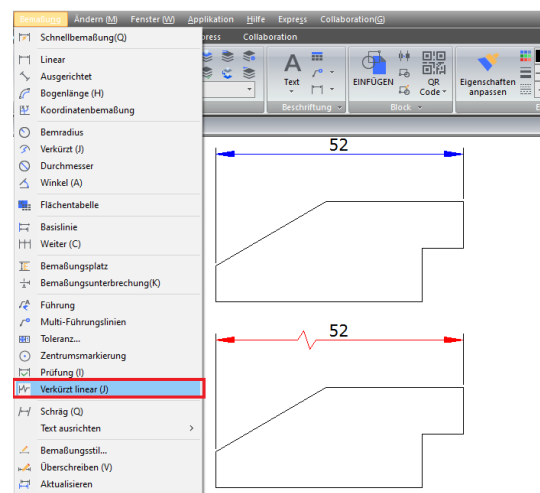 Bemaßung Ändern (M) Fenster (W) Applikation Hilfe Express Collaboration(G)
Schnellbemaßung(Q)
press Collaboration
Linear
Ausgerichtet
Bogenlänge (H)
Koordinatenbemaßung
Text
EINFÜGEN
QR
Code
Eigenschaften
anpassen
Beschriftung
Block
Bemradius
Verkürzt (J)
Durchmesser
Winkel (A)
Flächentabelle
Basislinie
Weiter (C)
Bemaßungsplatz
Bemaßungsunterbrechung(K)
Führung
Multi-Führungslinien
Toleranz...
Zentrumsmarkierung
Prüfung (I)
Verkürzt linear (J)
Schräg (Q)
Text ausrichten
Bemaßungsstil...
Überschreiben (V)
Aktualisieren
52
52